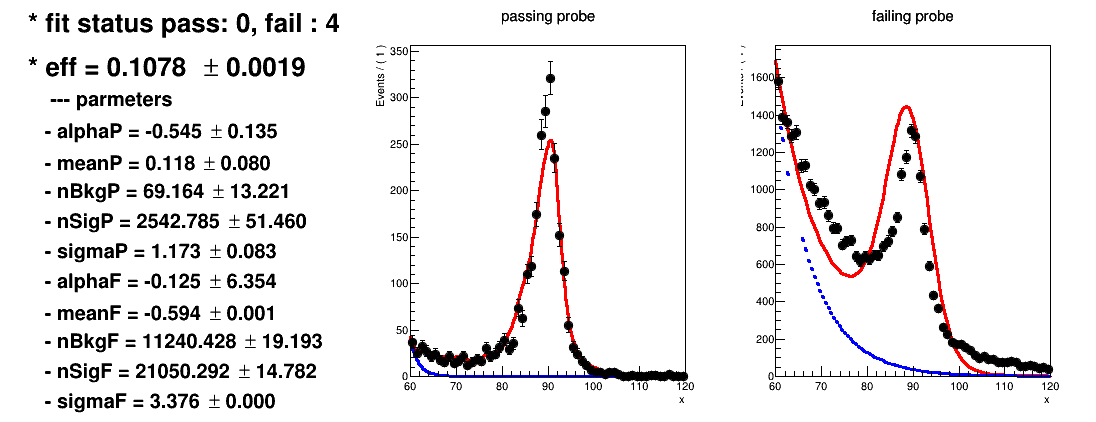 * fit status pass: 0, fail : 4
* eff = 0.1078 ± 0.0019
--- parmeters
- alphaP = -0.545 ± 0.135
- meanP = 0.118 ± 0.080
- nBkgP = 69.164 ± 13.221
- nSigP = 2542.785 ± 51.460
- sigmaP = 1.173 ± 0.083
- alphaF = -0.125 ± 6.354
- meanF = -0.594 ± 0.001
- nBkgF = 11240.428 ± 19.193
- nSigF = 21050.292 ± 14.782
- sigmaF = 3.376 ± 0.000
passing probe
Events / ( 1 )
350
300
250
200
150
100
50
0
60 70 80 90 100 110 120
x
failing probe
1600
1400
1200
1000
800
600
400
200
0
60 70 80 90 100 110 120
x